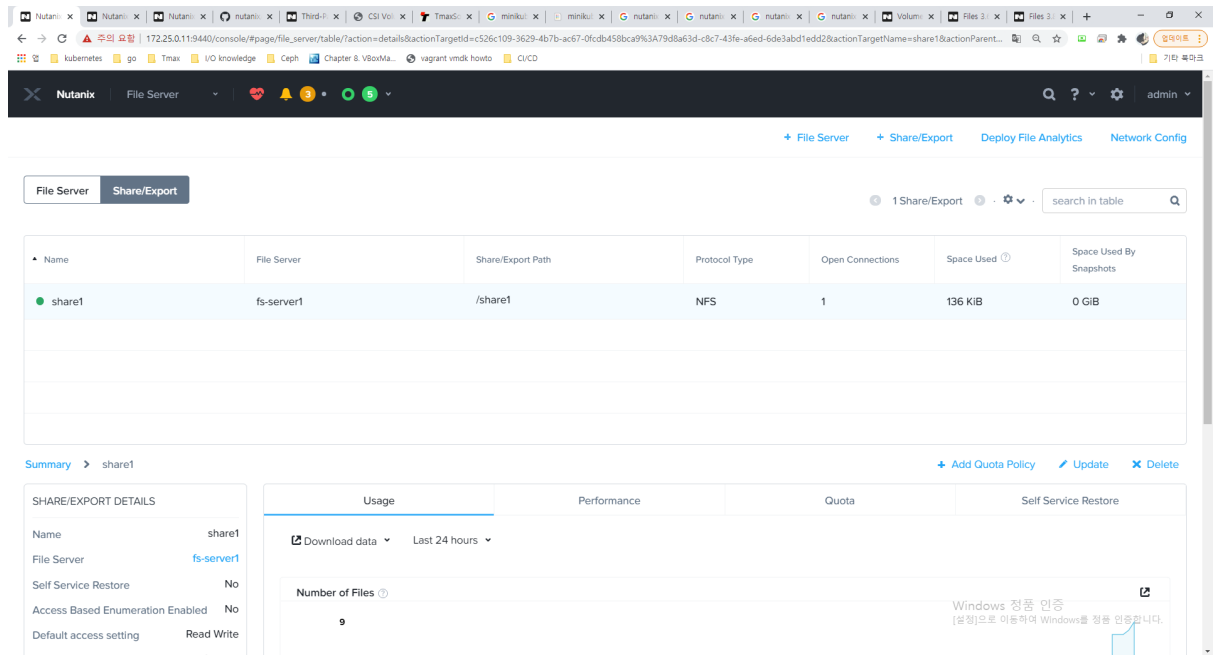 Nutanix
Nutanix
Nutanix
nutanix
Third-P
CSI Vol
TmaxSo
minikub
minikub
nutanix
nutanix
nutanix
nutanix
Volume
Files 3.
Files 3.
주의 요함 | 172.25.0.11:9440/console/#page/file_server/table/?action=details&actionTargetId=c526c109-3629-4b7b-ac67-0fcdb458bca9%3A79d8a63d-c8c7-43fe-a6ed-6de3abd1edd28&actionTargetName=share1&actionParent...
업데이트
앱 kubernetes go Tmax I/O knowledge Ceph Chapter 8. VBoxMa... vagrant vmdk howto CI/CD 기타 북마크
Nutanix File Server 3 5 ? admin
+ File Server + Share/Export Deploy File Analytics Network Config
File Server Share/Export
1 Share/Export search in table
Name File Server Share/Export Path Protocol Type Open Connections Space Used Space Used By
Snapshots
share1 fs-server1 /share1 NFS 1 136 KiB 0 GiB
Summary > share1 + Add Quota Policy Update Delete
SHARE/EXPORT DETAILS Usage Performance Quota Self Service Restore
Name share1
Download data Last 24 hours
File Server fs-server1
Self Service Restore No
Number of Files
Access Based Enumeration Enabled No
Windows 정품 인증
9
[설정]으로 이동하여 Windows를 정품 인증합니다.
Default access setting Read Write